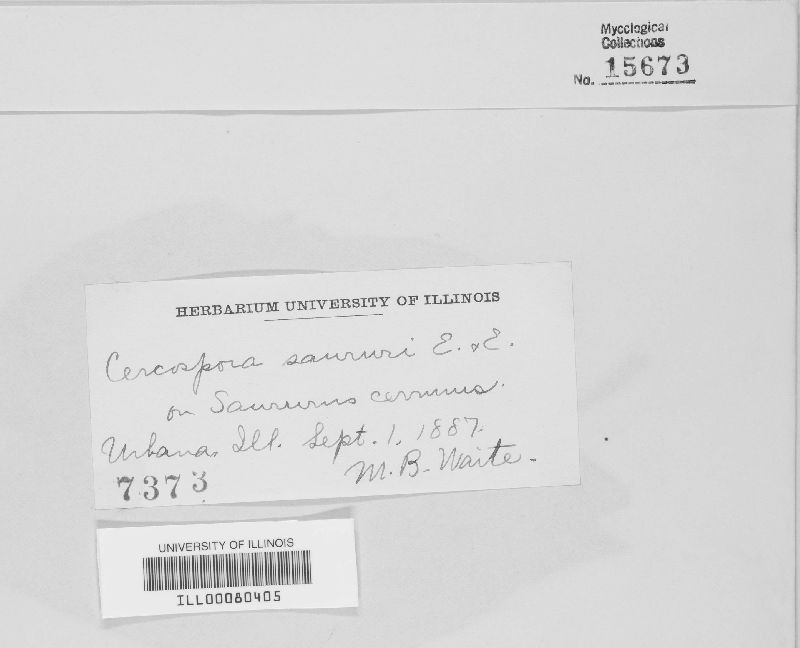 Mycological
Collections
No. 15673
HERBARIUM UNIVERSITY OF ILLINOIS
Cercospora saururi E. & E.
on Saururus cernuus.
Urbana, Ill. Sept. 1, 1887.
7373
M. B. Waite.
UNIVERSITY OF ILLINOIS
ILL00080405